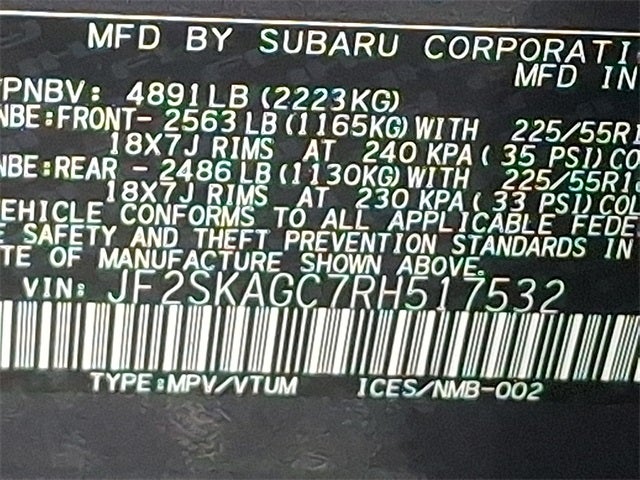 MFD BY SUBARU CORPORATI
MFD IN
PNBV: 4891LB (2223KG)
NBE:FRONT- 2563 LB (1165KG) WITH 225/55R1
18X7J RIMS AT 240 KPA ( 35 PSI) CO
NBE:REAR - 2486 LB (1130KG) WITH 225/55R1
18X7J RIMS AT 230 KPA ( 33 PSI) COL
EHICLE CONFORMS TO ALL APPLICABLE FEDE
E SAFETY AND THEFT PREVENTION STANDARDS IN
TE OF MANUFACTURE SHOWN ABOVE.
VIN: JF2SKAGC7RH517532
TYPE:MPV/VTUM ICES/NMB-002